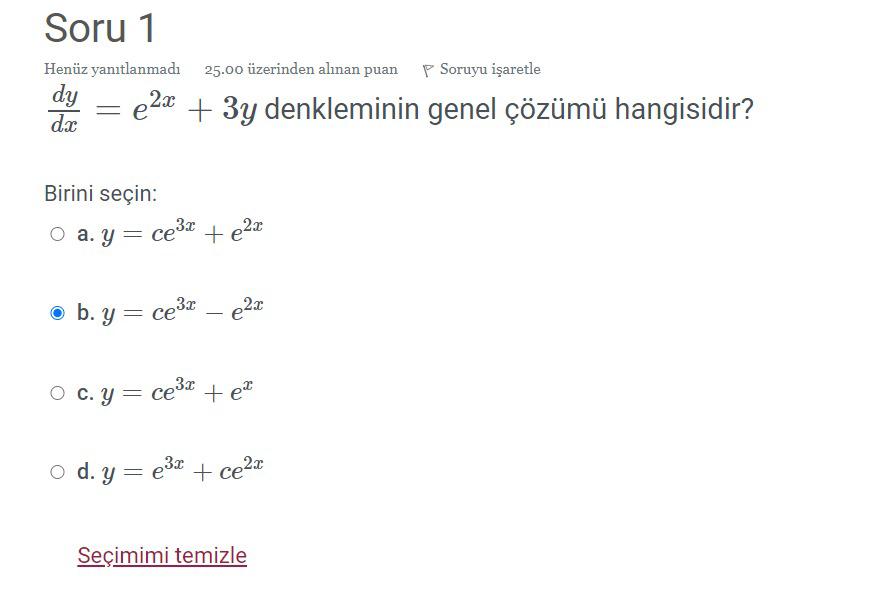 Soru 1
Henüz yanıtlanmadı 25.00 üzerinden alınan puan Soruyu işaretle
dy/dx = e^{2x} + 3y denkleminin genel çözümü hangisidir?
Birini seçin:
a. y = ce^{3x} + e^{2x}
b. y = ce^{3x} − e^{2x}
c. y = ce^{3x} + e^{x}
d. y = e^{3x} + ce^{2x}
Seçimimi temizle